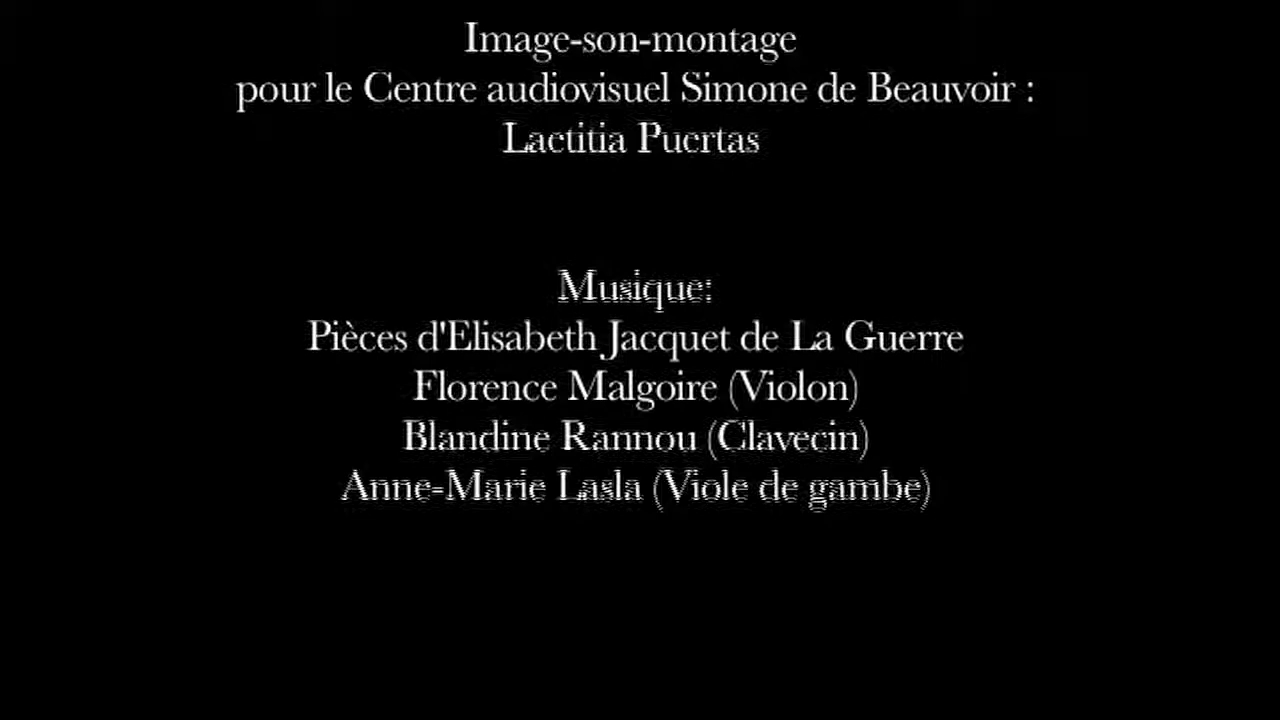 Image-son-montage
pour le Centre audiovisuel Simone de Beauvoir :
Laetitia Puertas
Musique:
Pièces d'Elisabeth Jacquet de La Guerre
Florence Malgoire (Violon)
Blandine Rannou (Clavecin)
Anne-Marie Lasla (Viole de gambe)